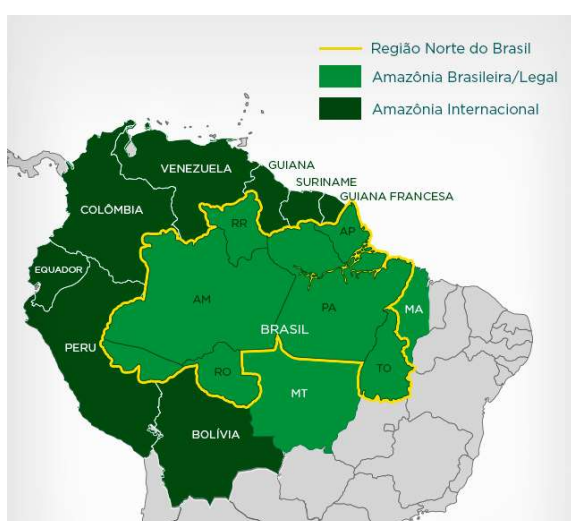 Região Norte do Brasil
Amazônia Brasileira/Legal
Amazônia Internacional
VENEZUELA
GUIANA
SURINAME
GUIANA FRANCESA
COLÔMBIA
RR
AP
EQUADOR
AM
PA
MA
BRASIL
PERU
RO
TO
MT
BOLÍVIA